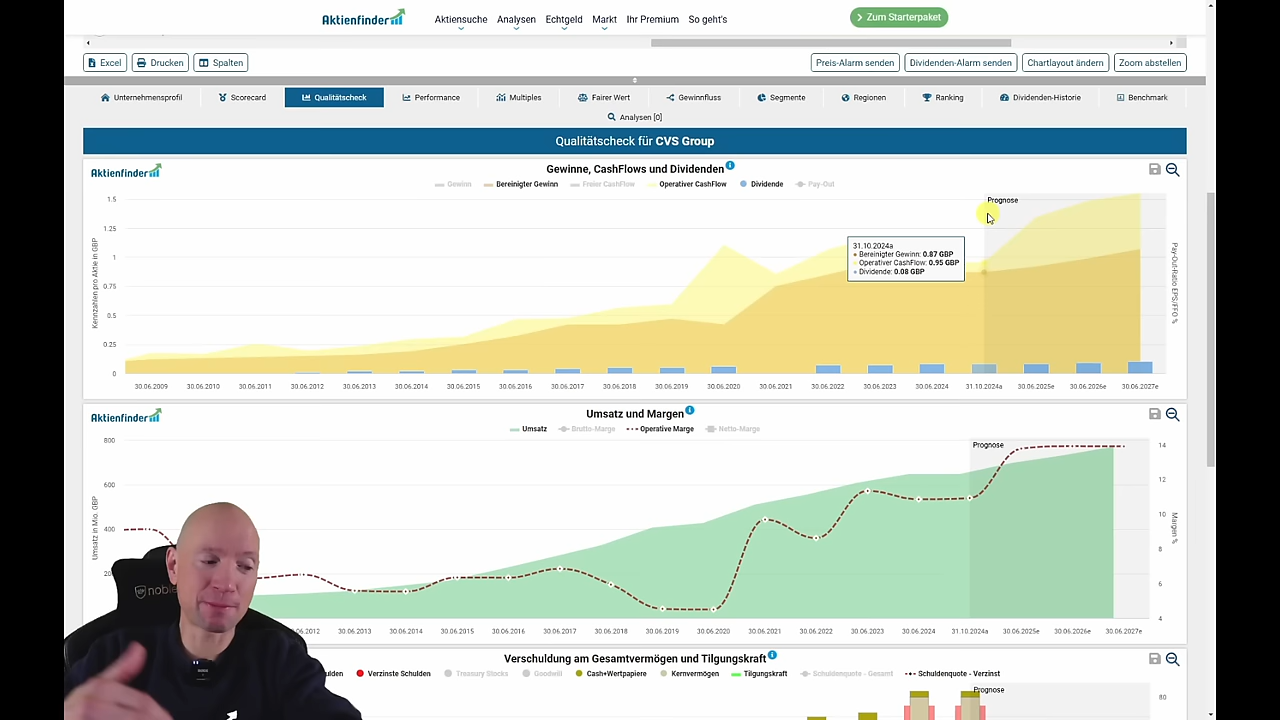 Aktienfinder
Aktiensuche Analysen Echtgeld Markt Ihr Premium So geht's
Zum Starterpaket
Excel Drucken Spalten
Preis-Alarm senden Dividenden-Alarm senden Chartlayout ändern Zoom abstellen
Unternehmensprofil Scorecard Qualitätscheck Performance Multiples Fairer Wert Gewinnfluss Segmente Regionen Ranking Dividenden-Historie Benchmark
Analysen [0]
Qualitätscheck für CVS Group
Aktienfinder
Gewinne, CashFlows und Dividenden
Gewinn Bereinigter Gewinn Freier CashFlow Operativer CashFlow Dividende Pay-Out
Kennzahlen pro Aktie in GBP
1.5
1.25
1
0.75
0.5
0.25
0
Prognose
31.10.2024a
Bereinigter Gewinn: 0.87 GBP
Operativer CashFlow: 0.95 GBP
Dividende: 0.08 GBP
Pay-Out-Ratio EPS/FFO %
30.06.2009 30.06.2010 30.06.2011 30.06.2012 30.06.2013 30.06.2014 30.06.2015 30.06.2016 30.06.2017 30.06.2018 30.06.2019 30.06.2020 30.06.2021 30.06.2022 30.06.2023 30.06.2024 31.10.2024a 30.06.2025e 30.06.2026e 30.06.2027e
Aktienfinder
Umsatz und Margen
Umsatz Brutto-Marge Operative Marge Netto-Marge
Umsatz in Mio. GBP
800
600
400
20
Prognose
14
12
10
8
6
4
Margen %
noble
.06.2012 30.06.2013 30.06.2014 30.06.2015 30.06.2016 30.06.2017 30.06.2018 30.06.2019 30.06.2020 30.06.2021 30.06.2022 30.06.2023 30.06.2024 31.10.2024a 30.06.2025e 30.06.2026e 30.06.2027e
Verschuldung am Gesamtvermögen und Tilgungskraft
ulden Verzinste Schulden Treasury Stocks Goodwill Cash+Wertpapiere Kernvermögen Tilgungskraft Schuldenquote - Gesamt Schuldenquote - Verzinst
Prognose
80